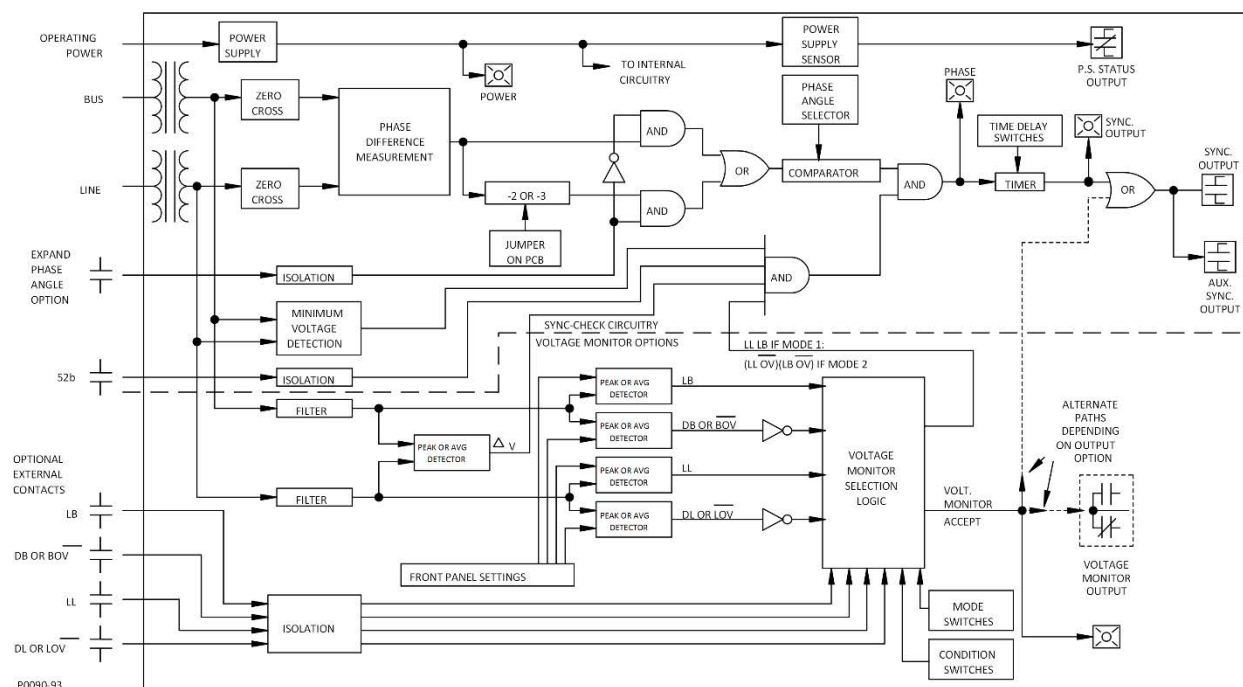 OPERATING
POWER
POWER
SUPPLY
POWER
TO INTERNAL
CIRCUITRY
POWER
SUPPLY
SENSOR
P.S. STATUS
OUTPUT
BUS
ZERO
CROSS
PHASE
DIFFERENCE
MEASUREMENT
AND
PHASE
ANGLE
SELECTOR
PHASE
TIME DELAY
SWITCHES
SYNC.
OUTPUT
SYNC.
OUTPUT
LINE
ZERO
CROSS
-2 OR -3
AND
OR
COMPARATOR
AND
TIMER
OR
JUMPER
ON PCB
EXPAND
PHASE
ANGLE
OPTION
ISOLATION
AND
AUX.
SYNC.
OUTPUT
MINIMUM
VOLTAGE
DETECTION
SYNC-CHECK CIRCUITRY
VOLTAGE MONITOR OPTIONS
LL LB IF MODE 1:
(LL O̅V̅)(LB O̅V̅) IF MODE 2
52b
ISOLATION
FILTER
PEAK OR AVG
DETECTOR
LB
PEAK OR AVG
DETECTOR
DB OR B̅O̅V̅
PEAK OR AVG
DETECTOR
△ V
PEAK OR AVG
DETECTOR
LL
PEAK OR AVG
DETECTOR
DL OR L̅O̅V̅
VOLTAGE
MONITOR
SELECTION
LOGIC
ALTERNATE
PATHS
DEPENDING
ON OUTPUT
OPTION
VOLT.
MONITOR
ACCEPT
VOLTAGE
MONITOR
OUTPUT
FILTER
OPTIONAL
EXTERNAL
CONTACTS
LB
DB OR B̅O̅V̅
LL
DL OR L̅O̅V̅
FRONT PANEL SETTINGS
ISOLATION
MODE
SWITCHES
CONDITION
SWITCHES
P0090-93